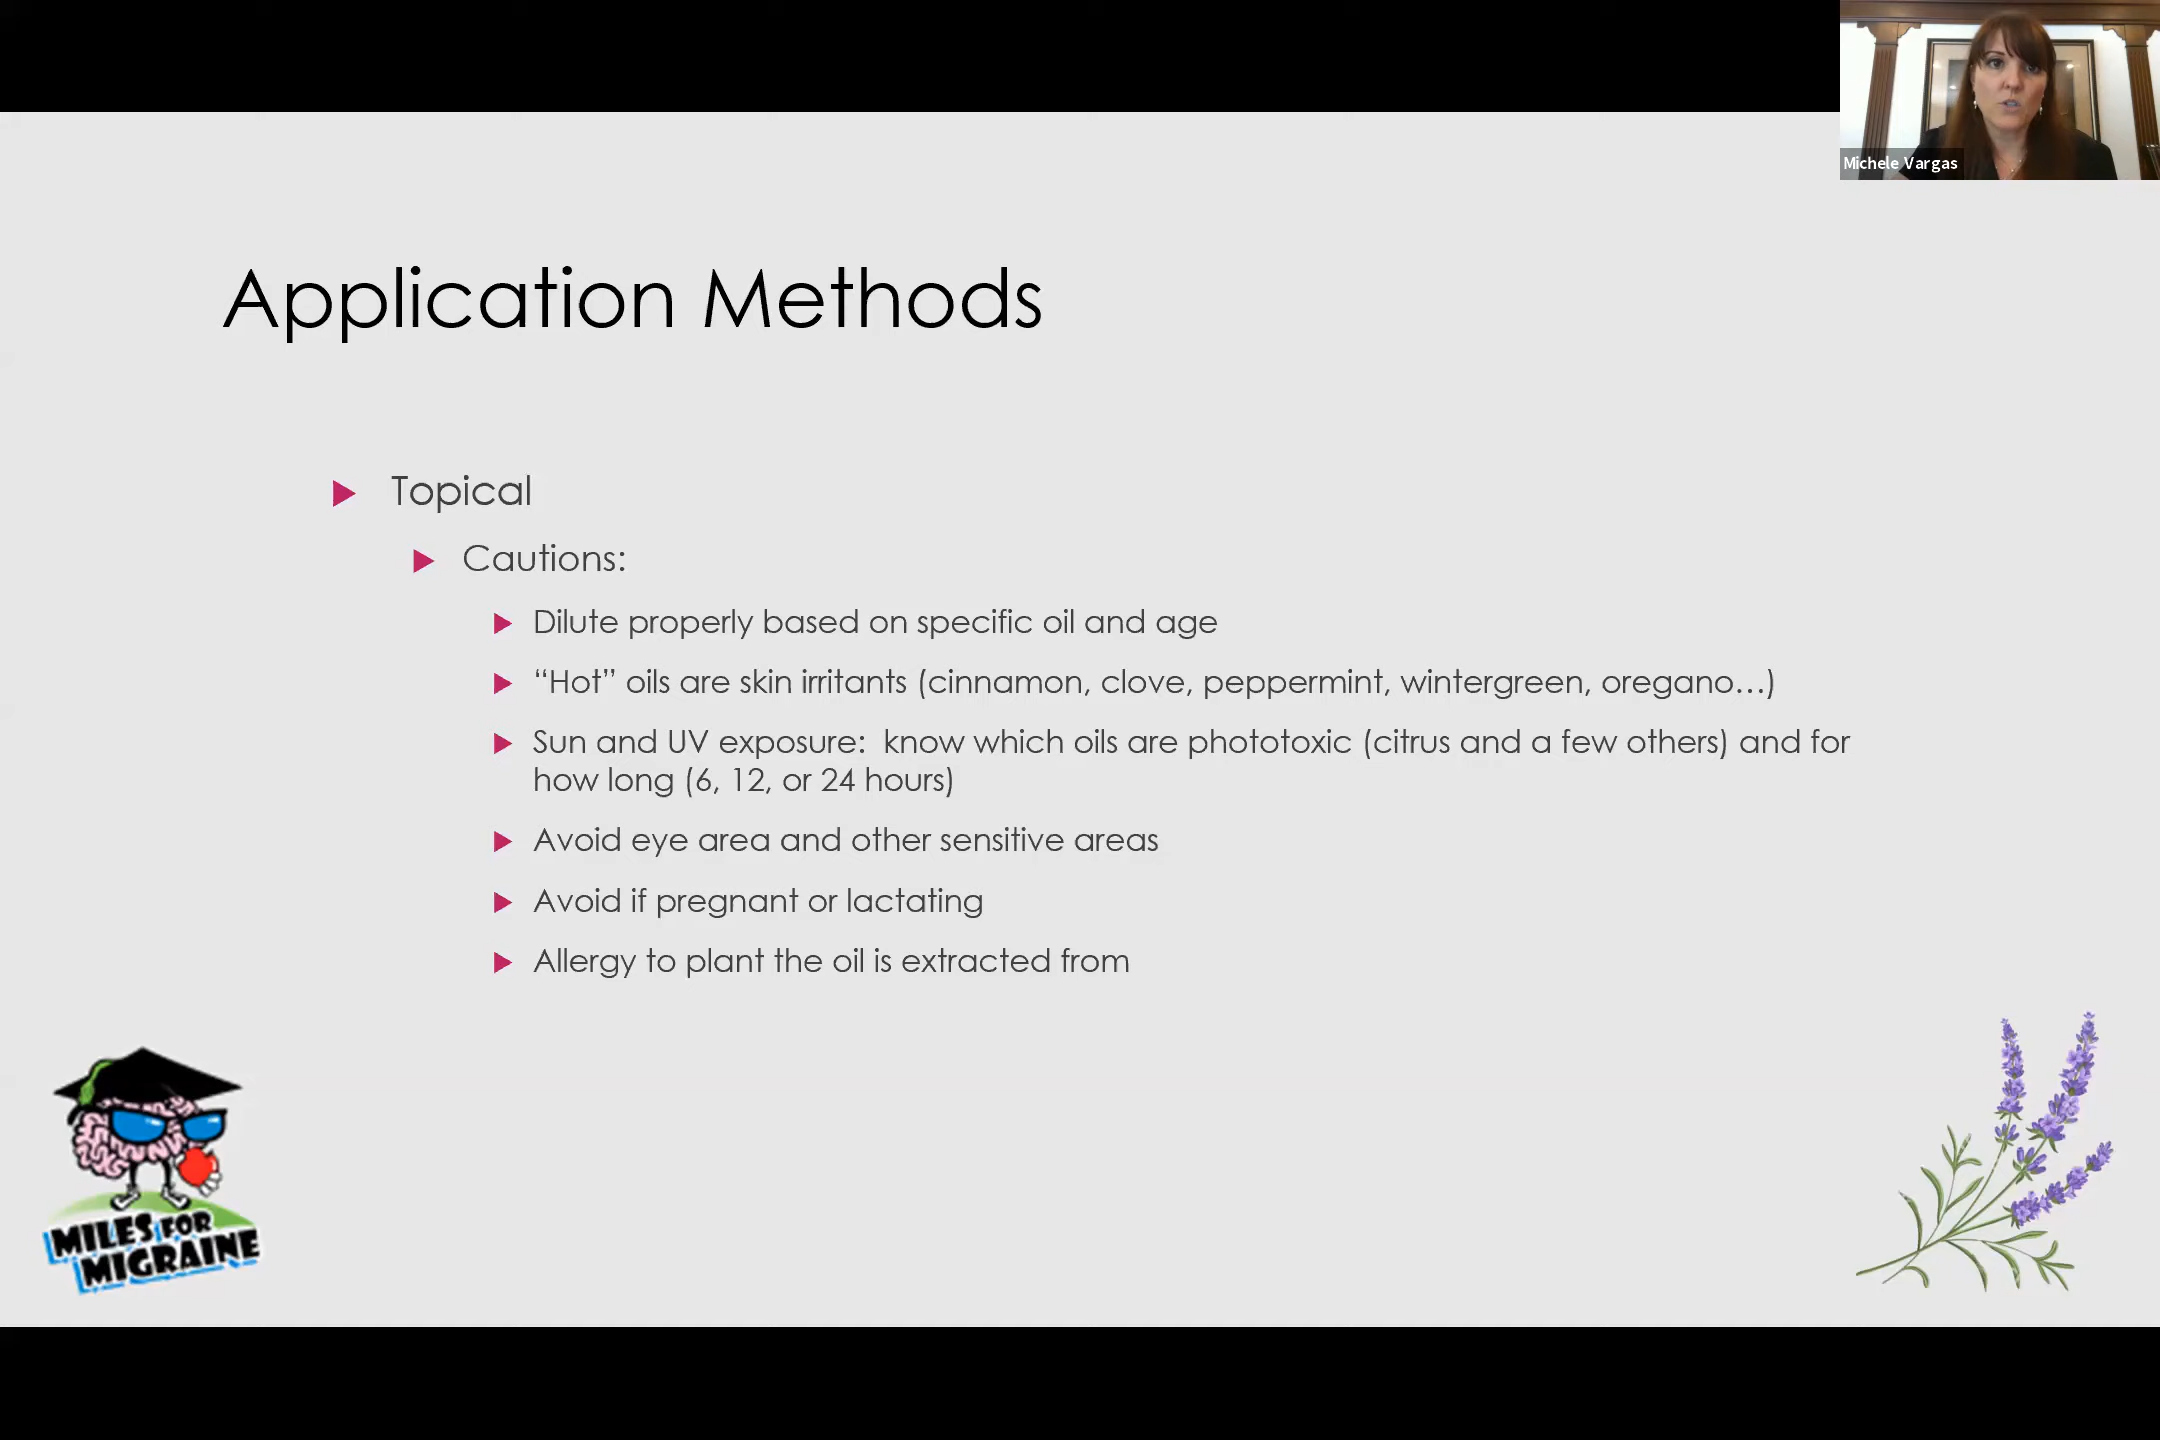 Michele Vargas
Application Methods
Topical
Cautions:
Dilute properly based on specific oil and age
“Hot” oils are skin irritants (cinnamon, clove, peppermint, wintergreen, oregano…)
Sun and UV exposure:  know which oils are phototoxic (citrus and a few others) and for
how long (6, 12, or 24 hours)
Avoid eye area and other sensitive areas
Avoid if pregnant or lactating
Allergy to plant the oil is extracted from
MILES FOR
MIGRAINE